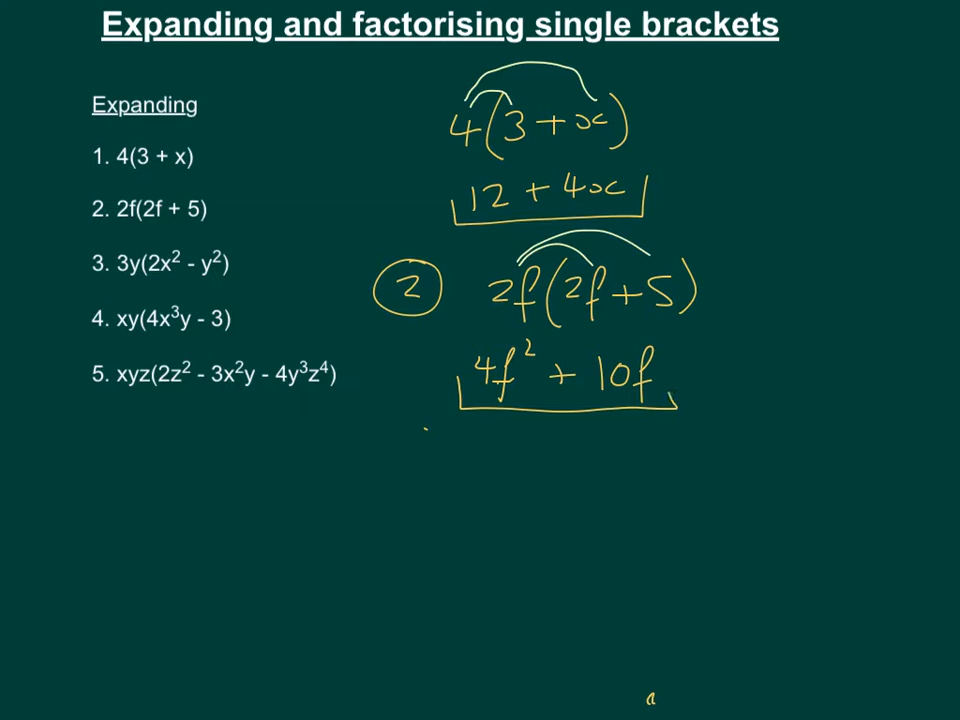 Expanding and factorising single brackets
Expanding
1. 4(3 + x)
2. 2f(2f + 5)
3. 3y(2x² - y²)
4. xy(4x³y - 3)
5. xyz(2z² - 3x²y - 4y³z⁴)
4(3 + x)
12 + 4x
2 2f(2f + 5)
4f² + 10f
a